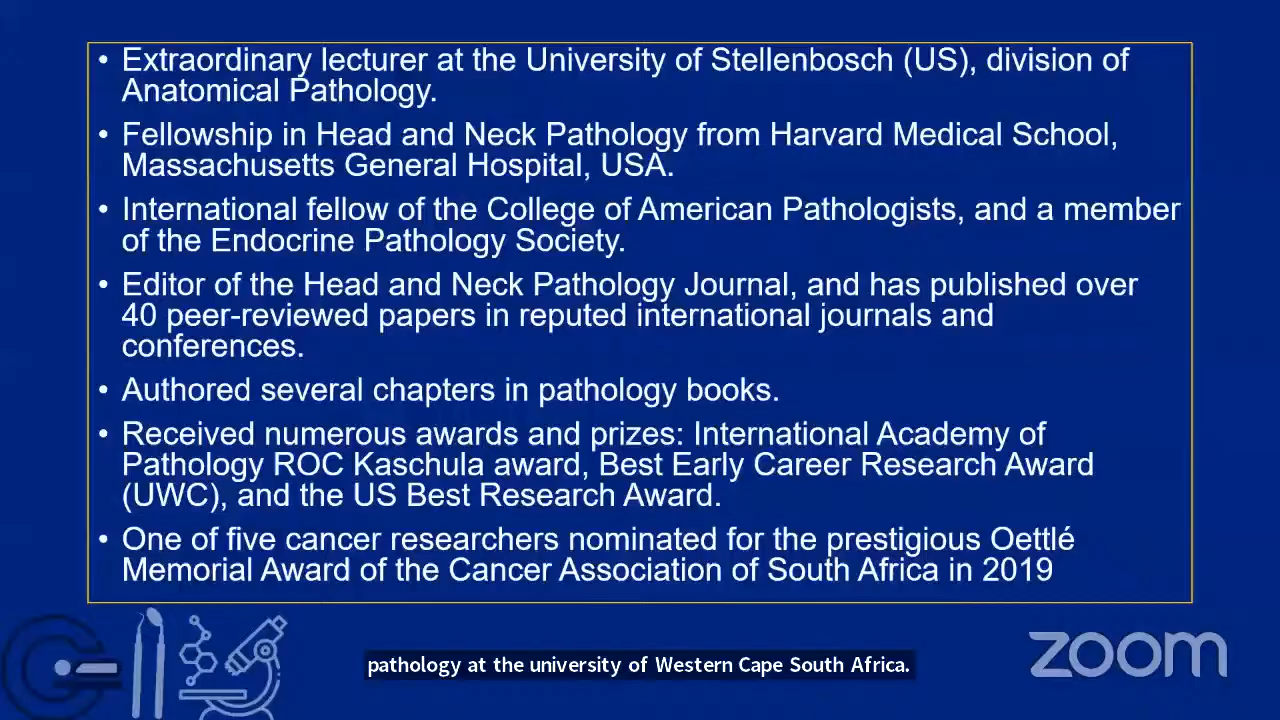 • Extraordinary lecturer at the University of Stellenbosch (US), division of
Anatomical Pathology.
• Fellowship in Head and Neck Pathology from Harvard Medical School,
Massachusetts General Hospital, USA.
• International fellow of the College of American Pathologists, and a member
of the Endocrine Pathology Society.
• Editor of the Head and Neck Pathology Journal, and has published over
40 peer-reviewed papers in reputed international journals and
conferences.
• Authored several chapters in pathology books.
• Received numerous awards and prizes: International Academy of
Pathology ROC Kaschula award, Best Early Career Research Award
(UWC), and the US Best Research Award.
• One of five cancer researchers nominated for the prestigious Oettlé
Memorial Award of the Cancer Association of South Africa in 2019
pathology at the university of Western Cape South Africa.
zoom